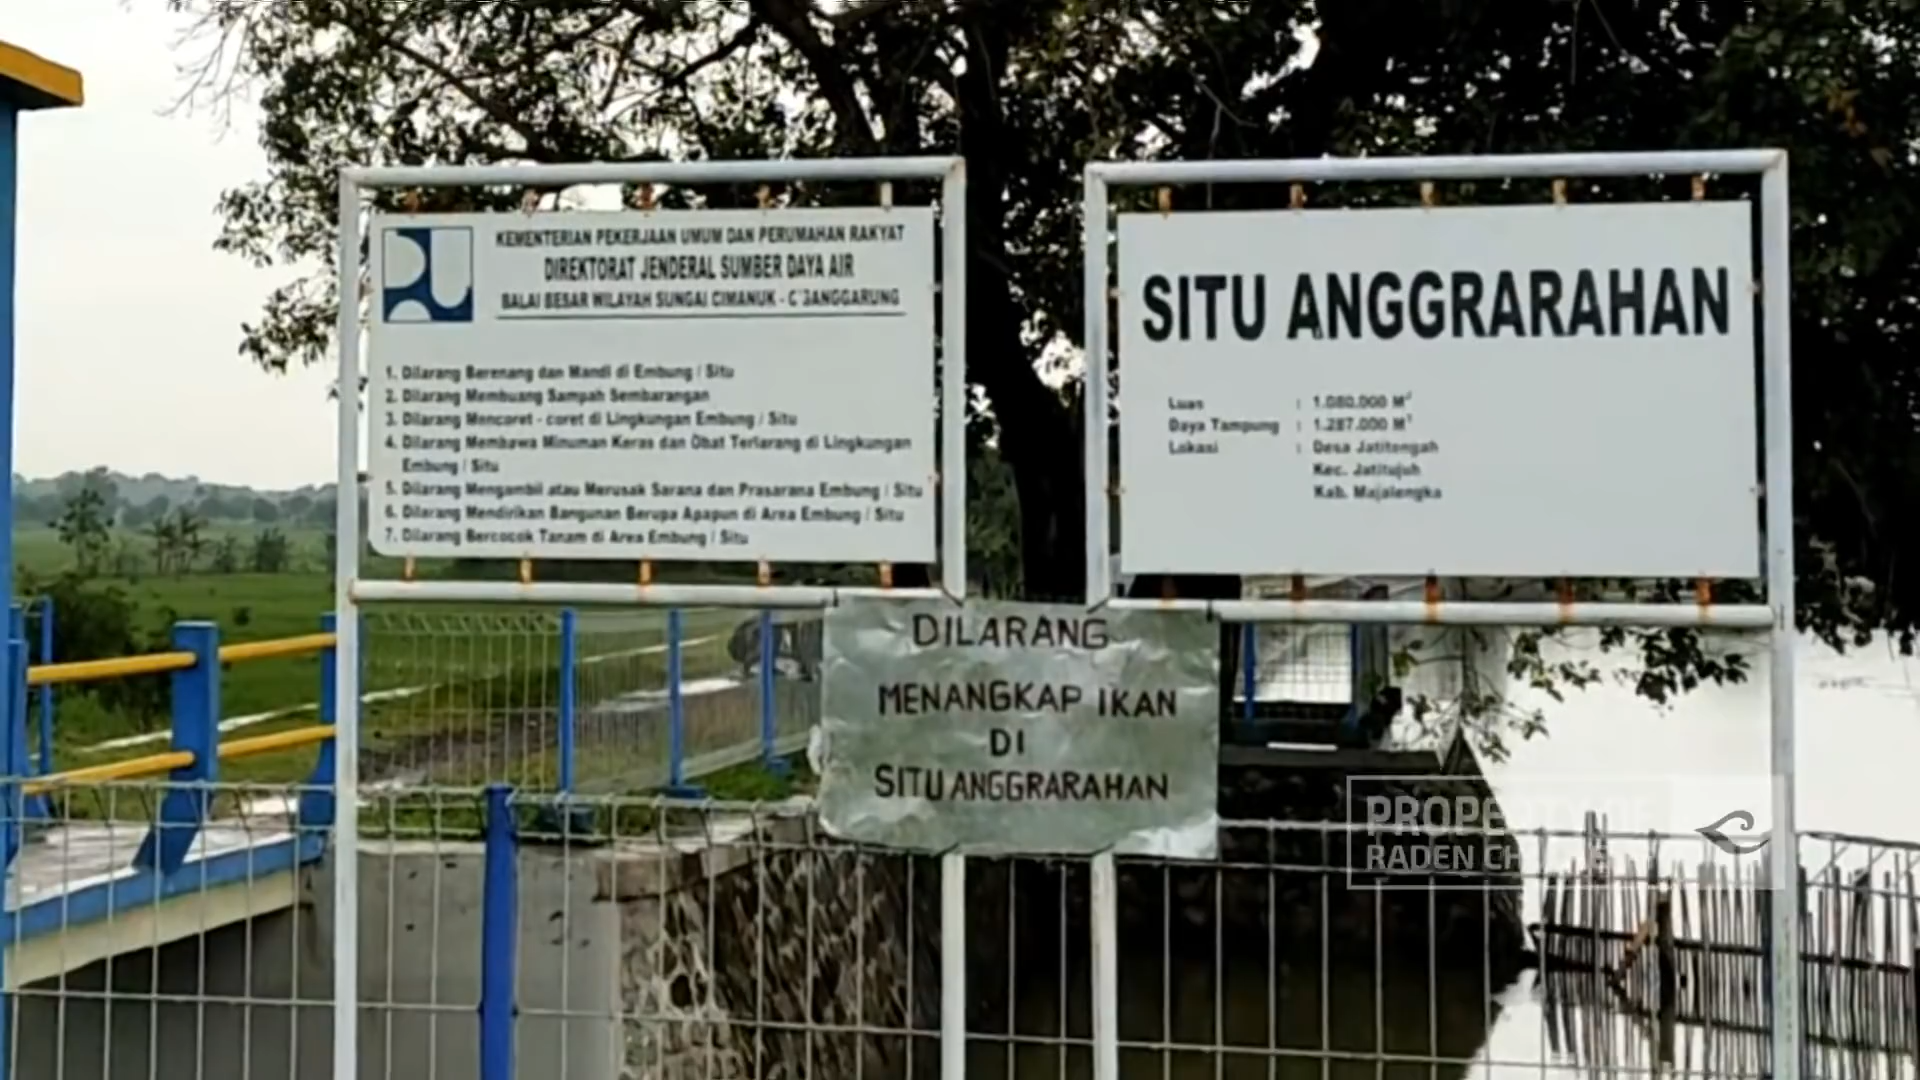 KEMENTERIAN PEKERJAAN UMUM DAN PERUMAHAN RAKYAT
DIREKTORAT JENDERAL SUMBER DAYA AIR
BALAI BESAR WILAYAH SUNGAI CIMANUK -
1. Dilarang Berenang dan Mandi di Embung / Situ
2. Dilarang Membuang Sampah Sembarangan
3. Dilarang Mencoret - coret di Lingkungan Embung / Situ
4. Dilarang Membawa Minuman Keras dan Obat Terlarang di Lingkungan
Embung / Situ
5. Dilarang Mengambil atau Merusak Sarana dan Prasarana Embung / Situ
6. Dilarang Mendirikan Bangunan Berupa Apapun di Area Embung / Situ
7. Dilarang Bercocok Tanam di Area Embung / Situ
SITU ANGGRARAHAN
Luas : 1.080.000 M²
Daya Tampung : 1.287.000 M³
Lokasi : Desa Jatitengah
Kec. Jatitujuh
Kab. Majalengka
DILARANG
MENANGKAP IKAN
DI
SITU ANGGRARAHAN
PROPERTY OF
RADEN